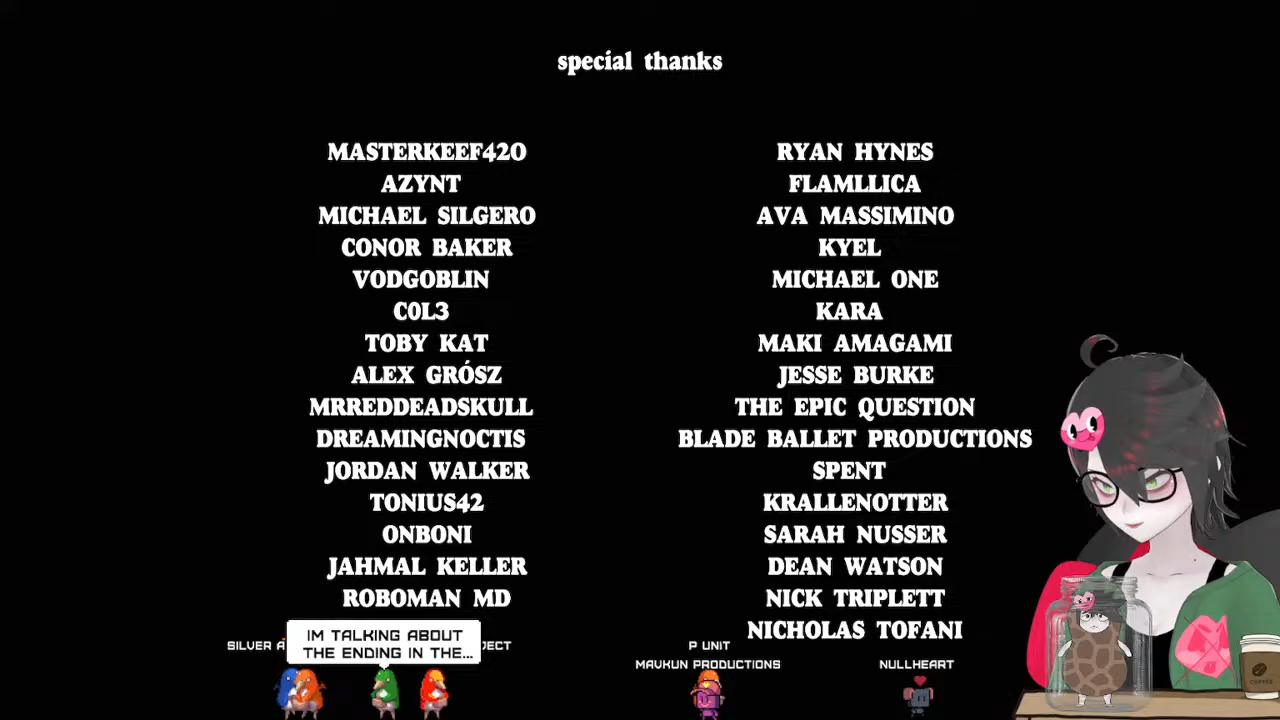 special thanks
MASTERKEEF420
AZYNT
MICHAEL SILGERO
CONOR BAKER
VODGOBLIN
C0L3
TOBY KAT
ALEX GRÓSZ
MRREDDEADSKULL
DREAMINGNOCTIS
JORDAN WALKER
TONIUS42
ONBONI
JAHMAL KELLER
ROBOMAN MD
RYAN HYNES
FLAMLLICA
AVA MASSIMINO
KYEL
MICHAEL ONE
KARA
MAKI AMAGAMI
JESSE BURKE
THE EPIC QUESTION
BLADE BALLET PRODUCTIONS
SPENT
KRALLENOTTER
SARAH NUSSER
DEAN WATSON
NICK TRIPLETT
NICHOLAS TOFANI
IM TALKING ABOUT
THE ENDING IN THE...
SILVER
P UNIT
MAVKUN PRODUCTIONS
NULLHEART
COFFEE